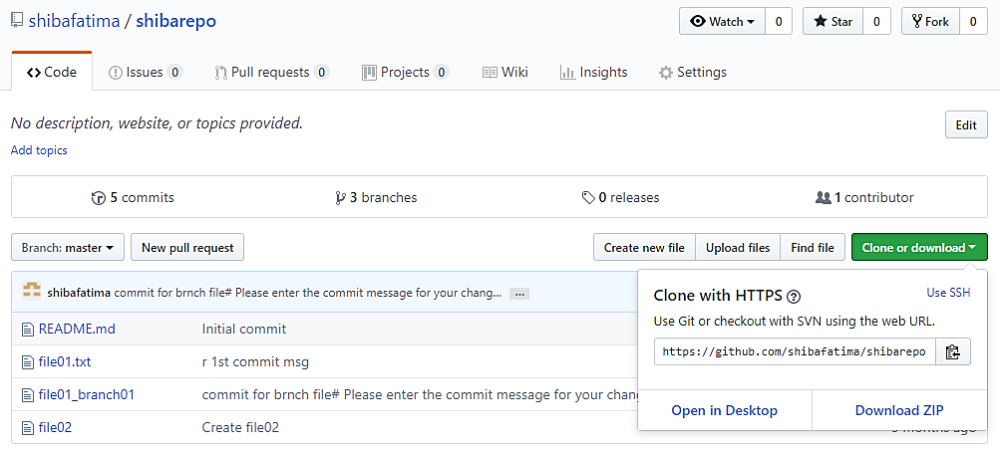 shibafatima / shibarepo
Watch 0 Star 0 Fork 0
Code Issues 0 Pull requests 0 Projects 0 Wiki Insights Settings
No description, website, or topics provided.
Edit
Add topics
5 commits 3 branches 0 releases 1 contributor
Branch: master New pull request Create new file Upload files Find file Clone or download
shibafatima commit for brnch file# Please enter the commit message for your chang... ...
README.md Initial commit
file01.txt r 1st commit msg
file01_branch01 commit for brnch file# Please enter the commit message for your
file02 Create file02
Clone with HTTPS ? Use SSH
Use Git or checkout with SVN using the web URL.
https://github.com/shibafatima/shibarepo
Open in Desktop Download ZIP